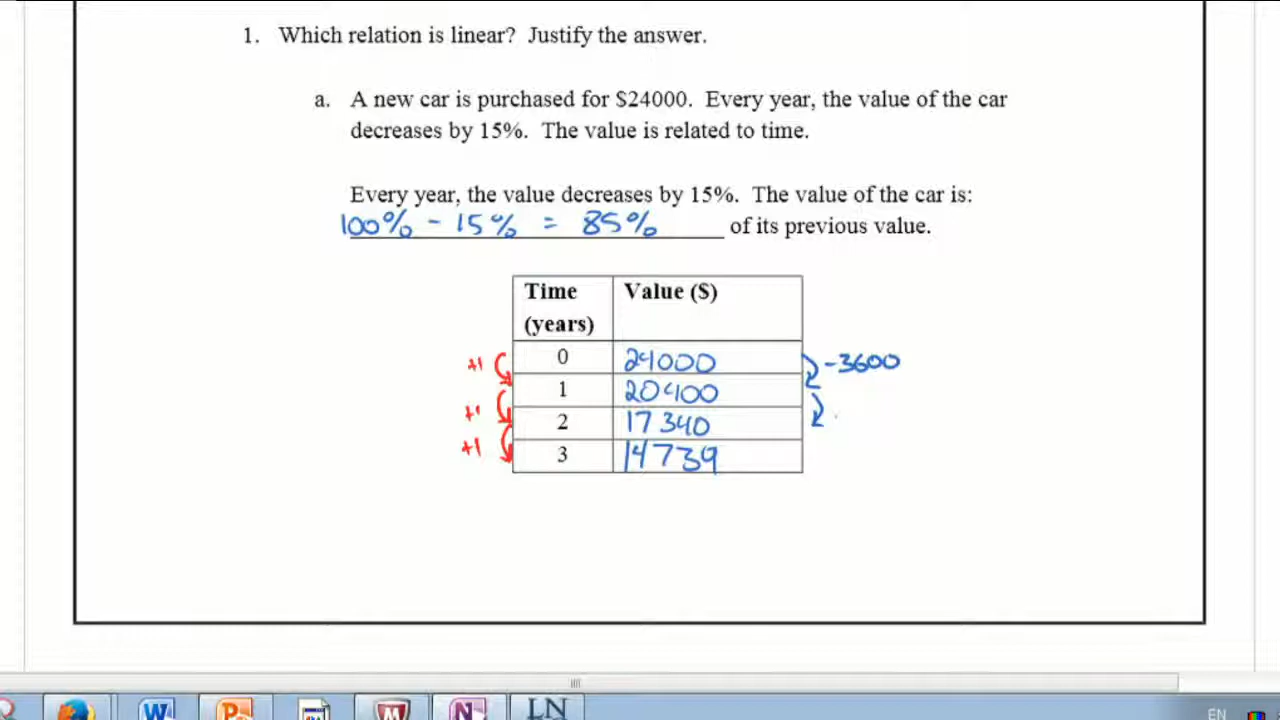 1. Which relation is linear? Justify the answer.
a. A new car is purchased for $24000. Every year, the value of the car
decreases by 15%. The value is related to time.
Every year, the value decreases by 15%. The value of the car is:
100% - 15% = 85% of its previous value.
Time (years) Value ($)
0 24000
1 20400
2 17340
3 14739
+1
+1
+1
-3600
W P N LN
EN